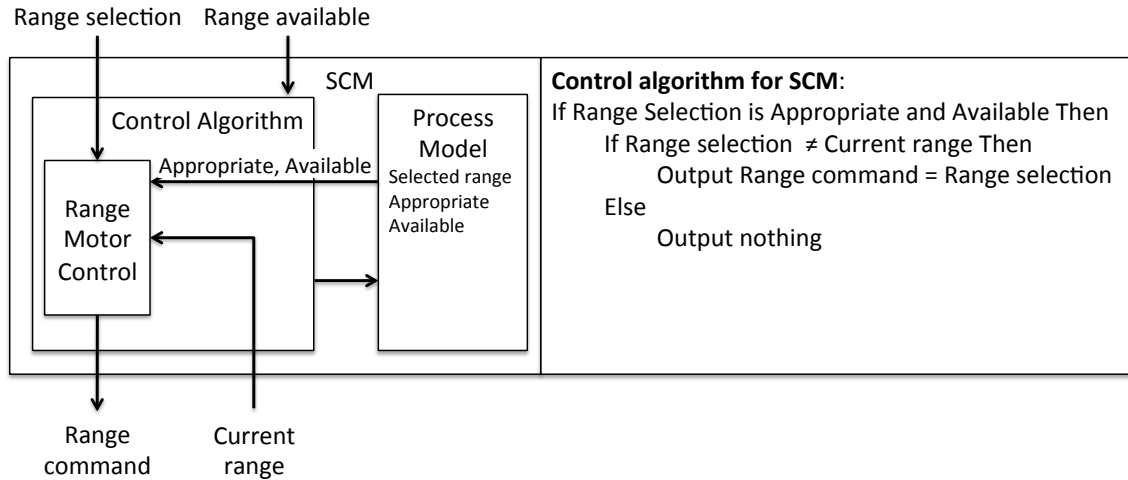 Range selection
Range available
SCM
Control Algorithm
Appropriate, Available
Range
Motor
Control
Process
Model
Selected range
Appropriate
Available
Range
command
Current
range
Control algorithm for SCM:
If Range Selection is Appropriate and Available Then
If Range selection ≠ Current range Then
Output Range command = Range selection
Else
Output nothing